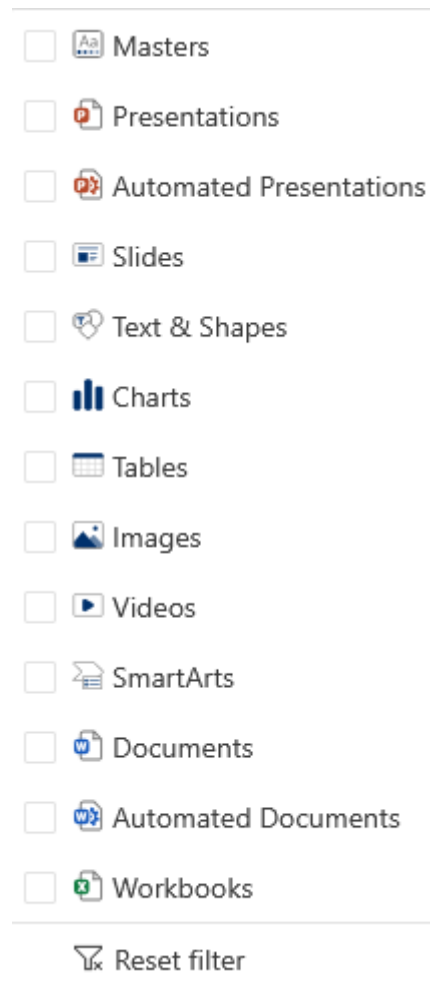 Masters
Presentations
Automated Presentations
Slides
Text & Shapes
Charts
Tables
Images
Videos
SmartArts
Documents
Automated Documents
Workbooks
Reset filter